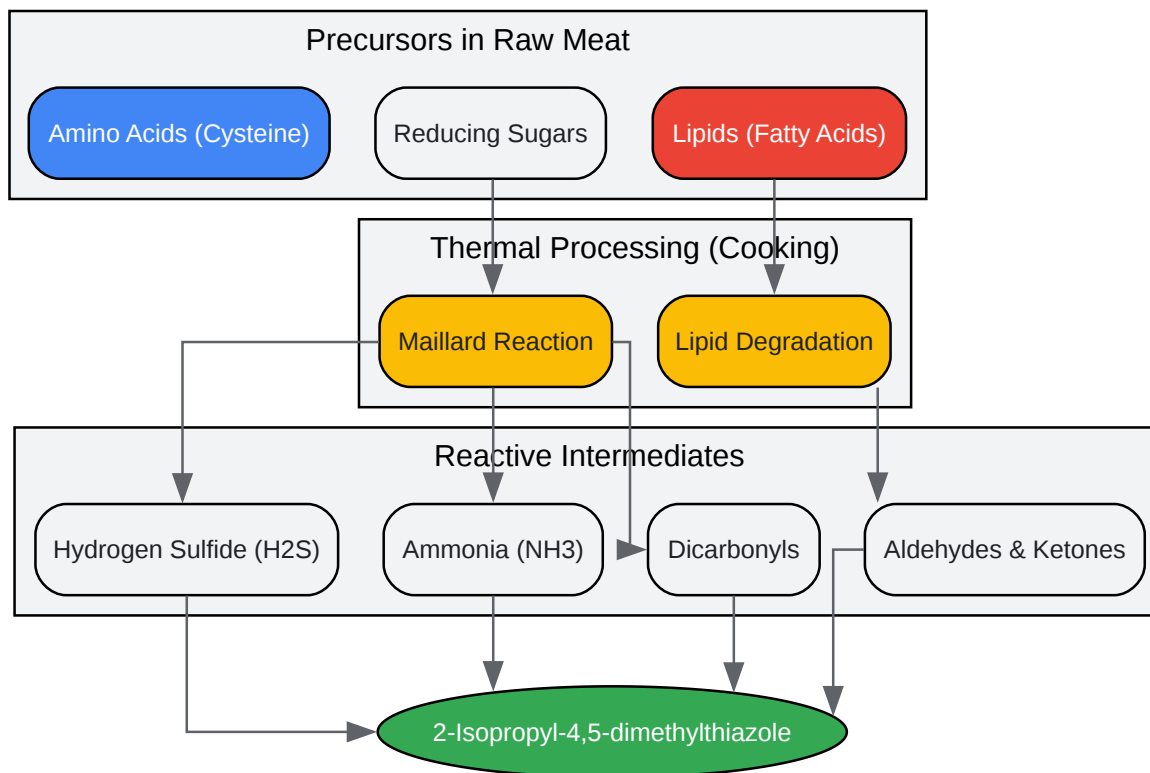 Precursors in Raw Meat
Amino Acids (Cysteine)
Reducing Sugars
Lipids (Fatty Acids)
Thermal Processing (Cooking)
Maillard Reaction
Lipid Degradation
Reactive Intermediates
Hydrogen Sulfide (H2S)
Ammonia (NH3)
Dicarbonyls
Aldehydes & Ketones
2-Isopropyl-4,5-dimethylthiazole